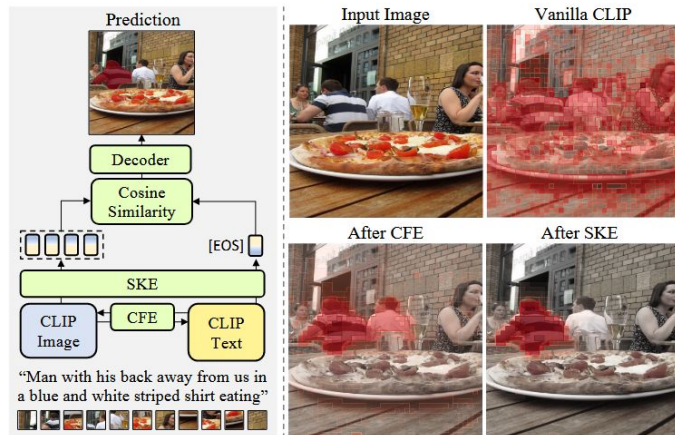 Prediction
Decoder
Cosine
Similarity
[EOS]
SKE
CLIP
Image
CFE
CLIP
Text
“Man with his back away from us in
a blue and white striped shirt eating”
Input Image
Vanilla CLIP
After CFE
After SKE